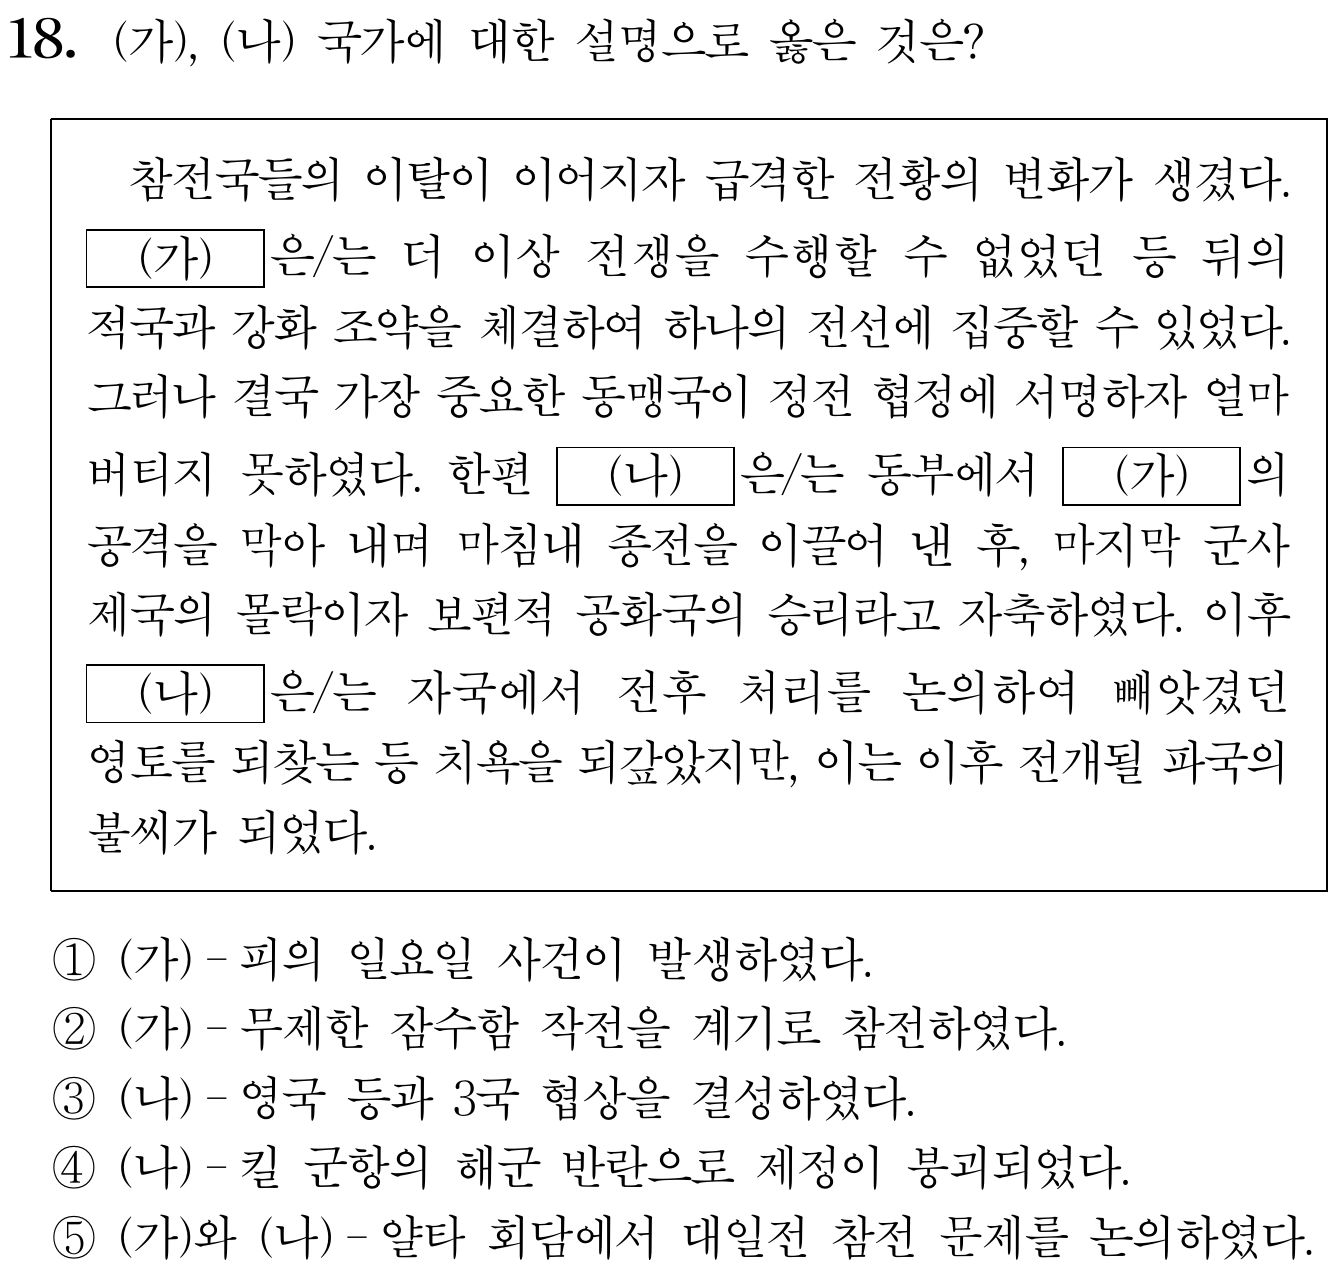 18. (가), (나) 국가에 대한 설명으로 옳은 것은?
참전국들의 이탈이 이어지자 급격한 전황의 변화가 생겼다.
(가) 은/는 더 이상 전쟁을 수행할 수 없었던 등 뒤의
적국과 강화 조약을 체결하여 하나의 전선에 집중할 수 있었다.
그러나 결국 가장 중요한 동맹국이 정전 협정에 서명하자 얼마
버티지 못하였다. 한편 (나) 은/는 동부에서 (가) 의
공격을 막아 내며 마침내 종전을 이끌어 낸 후, 마지막 군사
제국의 몰락이자 보편적 공화국의 승리라고 자축하였다. 이후
(나) 은/는 자국에서 전후 처리를 논의하여 빼앗겼던
영토를 되찾는 등 치욕을 되갚았지만, 이는 이후 전개될 파국의
불씨가 되었다.
① (가) - 피의 일요일 사건이 발생하였다.
② (가) - 무제한 잠수함 작전을 계기로 참전하였다.
③ (나) - 영국 등과 3국 협상을 결성하였다.
④ (나) - 킬 군항의 해군 반란으로 제정이 붕괴되었다.
⑤ (가)와 (나) - 얄타 회담에서 대일전 참전 문제를 논의하였다.